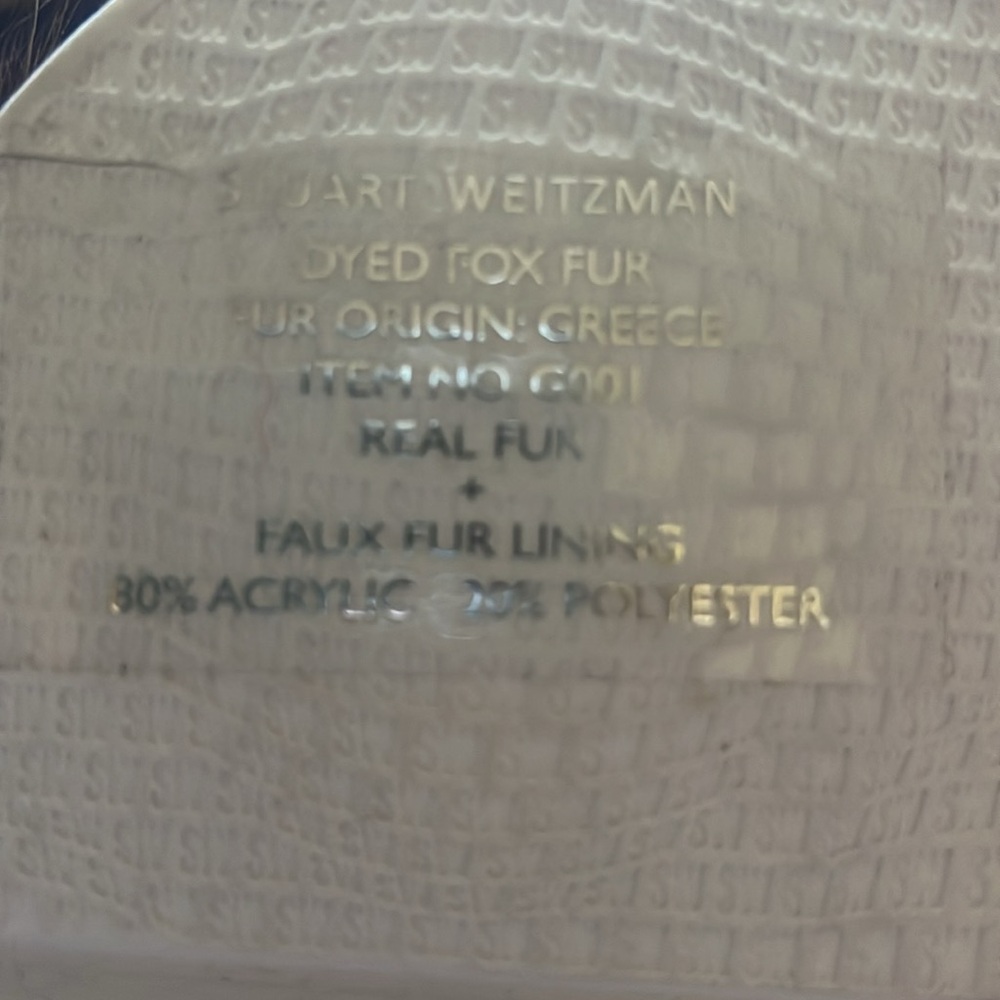 STUART WEITZMAN
DYED FOX FUR
FUR ORIGIN: GREECE
ITEM NO G001
REAL FUR
+
FAUX FUR LINING
80% ACRYLIC 20% POLYESTER